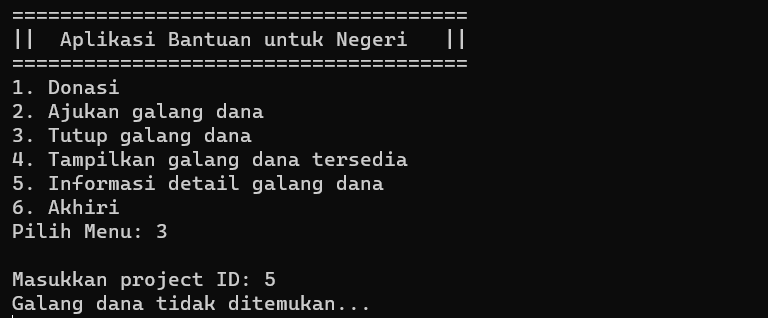 ======================================
||  Aplikasi Bantuan untuk Negeri   ||
======================================
1. Donasi
2. Ajukan galang dana
3. Tutup galang dana
4. Tampilkan galang dana tersedia
5. Informasi detail galang dana
6. Akhiri
Pilih Menu: 3

Masukkan project ID: 5
Galang dana tidak ditemukan...